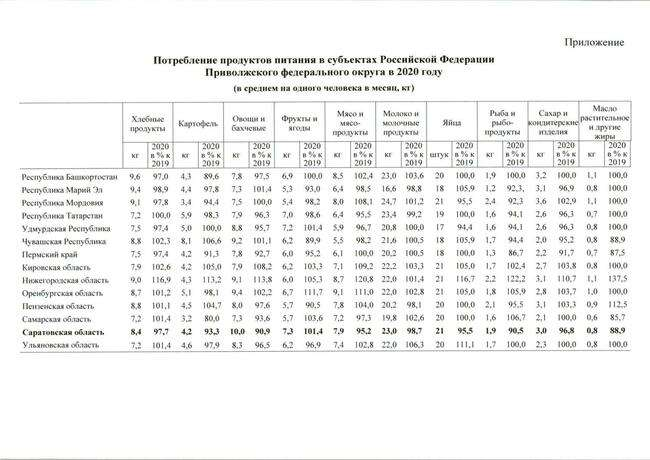 Приложение
Потребление продуктов питания в субъектах Российской Федерации
Приволжского федерального округа в 2020 году
(в среднем на одного человека в месяц, кг)
Хлебные продукты Картофель Овощи и бахчевые Фрукты и ягоды Мясо и мясо-продукты Молоко и молочные продукты Яйца Рыба и рыбо-продукты Сахар и кондитерские изделия Масло растительное и другие жиры
кг 2020 в % к 2019 кг 2020 в % к 2019 кг 2020 в % к 2019 кг 2020 в % к 2019 кг 2020 в % к 2019 кг 2020 в % к 2019 штук 2020 в % к 2019 кг 2020 в % к 2019 кг 2020 в % к 2019 кг 2020 в % к 2019
Республика Башкортостан 9,6 97,0 4,3 89,6 7,8 97,5 6,9 100,0 8,5 102,4 23,0 103,6 20 100,0 1,9 100,0 3,2 100,0 1,1 100,0
Республика Марий Эл 9,4 98,9 4,4 97,8 7,3 101,4 5,3 93,0 6,4 98,5 16,6 98,8 18 105,9 1,2 92,3, 3,1 96,9 0,8 100,0
Республика Мордовия 9,1 97,8 3,4 94,4 7,5 100,0 5,4 98,2 8,0 108,1 24,7 101,2 21 95,5 2,4 92,3 3,6 102,9 1,1 100,0
Республика Татарстан 7,2 100,0 5,9 98,3 7,9 96,3 7,0 98,6 6,4 95,5 23,4 99,2 19 100,0 1,6 94,1 2,6 96,3 0,7 100,0
Удмурдская Республика 7,5 97,4 5,0 100,0 8,8 95,7 7,2 101,4 5,9 96,7 20,8 100,0 17 94,4 1,6 94,1 2,6 96,3 0,8 100,0
Чувашская Республика 8,8 102,3 8,1 106,6 9,2 101,1 6,2 89,9 5,5 98,2 21,6 100,5 18 105,9 1,7 94,4 2,0 95,2 0,8 88,9
Пермский край 7,5 97,4 4,2 91,3 7,8 92,7 6,0 95,2 6,1 100,0 20,2 100,5 18 100,0 1,3 86,7 2,2 91,7 0,7 87,5
Кировская область 7,9 102,6 4,2 105,0 7,9 108,2 6,2 103,3 7,1 109,2 22,2 103,3 21 105,0 1,7 102,4 2,7 103,8 0,8 100,0
Нижегородская область 9,0 116,9 4,3 113,2 9,1 113,8 6,0 105,3 8,7 120,8 22,0 101,4 21 116,7 2,2 122,2 3,1 110,7 1,1 137,5
Оренбургская область 8,7 101,2 5,1 98,1 10,2 102,0 6,7 111,7 7,7 102,8 22,0 102,8 21 105,0 1,8 105,9 2,8 103,7 1,0 100,0
Пензенская область 8,8 101,1 4,5 104,7 8,0 97,6 5,7 90,5 7,8 104,0 20,2 98,1 20 100,0 2,1 95,5 3,1 103,3 0,9 112,5
Самарская область 7,2 101,4 3,2 80,0 7,3 93,6 5,7 103,6 7,2 97,3 19,8 102,6 20 100,0 1,6 106,7 2,2 100,0 0,6 85,7
Саратовская область 8,4 97,7 4,2 93,3 10,0 90,9 7,3 101,4 7,9 95,2 23,0 98,7 21 95,5 1,9 90,5 3,0 96,8 0,8 88,9
Ульяновская область 7,2 101,4 4,6 97,9 8,3 96,5 6,2 96,9 7,4 102,8 22,0 106,3 20 111,1 1,7 100,0 2,3 100,0 0,8 100,0